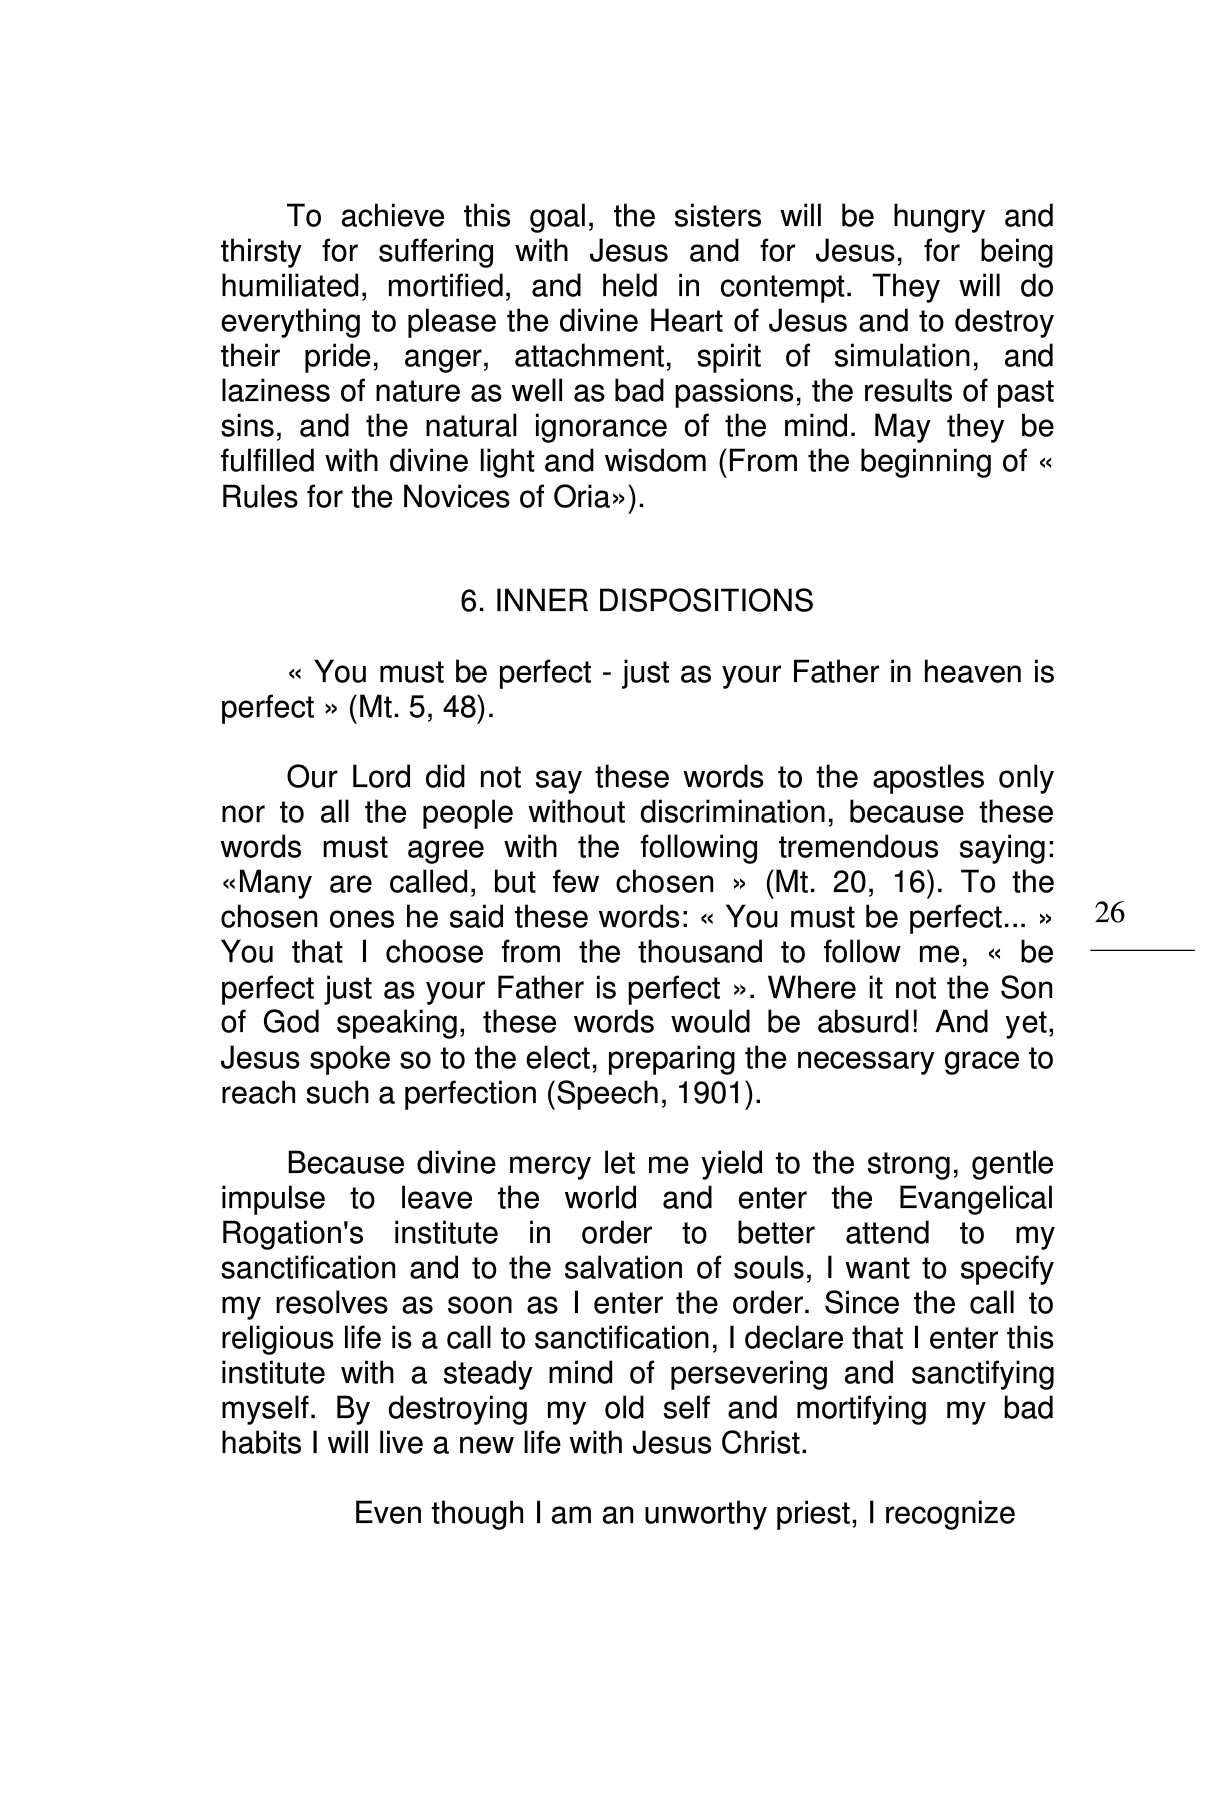 To achieve this goal, the sisters will be hungry and
thirsty for suffering with Jesus and for Jesus, for being
humiliated, mortified, and held in contempt. They will do
everything to please the divine Heart of Jesus and to destroy
their pride, anger, attachment, spirit of simulation, and
laziness of nature as well as bad passions, the results of past
sins, and the natural ignorance of the mind. May they be
fulfilled with divine light and wisdom (From the beginning of «
Rules for the Novices of Oria»).
6. INNER DISPOSITIONS
« You must be perfect - just as your Father in heaven is
perfect » (Mt. 5, 48).
Our Lord did not say these words to the apostles only
nor to all the people without discrimination, because these
words must agree with the following tremendous saying:
«Many are called, but few chosen » (Mt. 20, 16). To the
chosen ones he said these words: « You must be perfect... »
You that I choose from the thousand to follow me, « be
perfect just as your Father is perfect ». Where it not the Son
of God speaking, these words would be absurd! And yet,
Jesus spoke so to the elect, preparing the necessary grace to
reach such a perfection (Speech, 1901).
Because divine mercy let me yield to the strong, gentle
impulse to leave the world and enter the Evangelical
Rogation's institute in order to better attend to my
sanctification and to the salvation of souls, I want to specify
my resolves as soon as I enter the order. Since the call to
religious life is a call to sanctification, I declare that I enter this
institute with a steady mind of persevering and sanctifying
myself. By destroying my old self and mortifying my bad
habits I will live a new life with Jesus Christ.
Even though I am an unworthy priest, I recognize
26